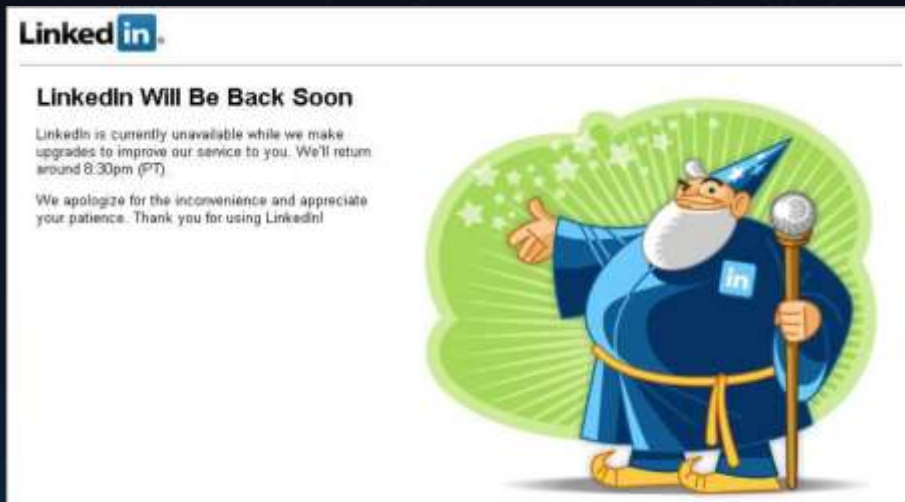 Linked in®
LinkedIn Will Be Back Soon
LinkedIn is currently unavailable while we make
upgrades to improve our service to you. We'll return
around 8:30pm (PT).
We apologize for the inconvenience and appreciate
your patience. Thank you for using LinkedIn!
in